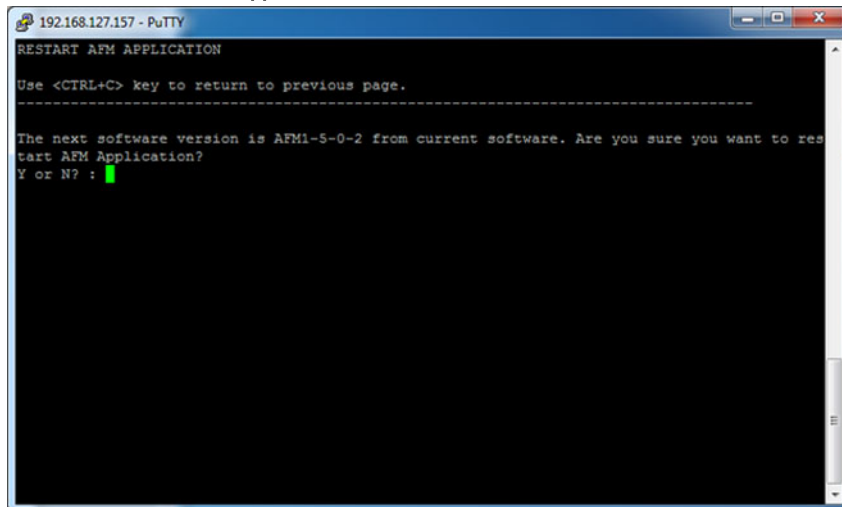 192.168.127.157 - PuTTY
RESTART AFM APPLICATION
Use <CTRL+C> key to return to previous page.
--------------------------------------------------------------------------------
The next software version is AFM1-5-0-2 from current software. Are you sure you want to res
tart AFM Application?
Y or N? :